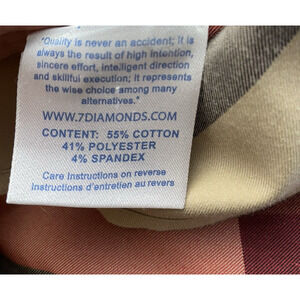 "Quality is never an accident; it is
always the result of high intention,
sincere effort, intelligent direction
and skillful execution; it represents
the wise choice among many
alternatives."
WWW.7DIAMONDS.COM
CONTENT: 55% COTTON
41% POLYESTER
4% SPANDEX
Care Instructions on reverse
Instructions d'entretien au revers